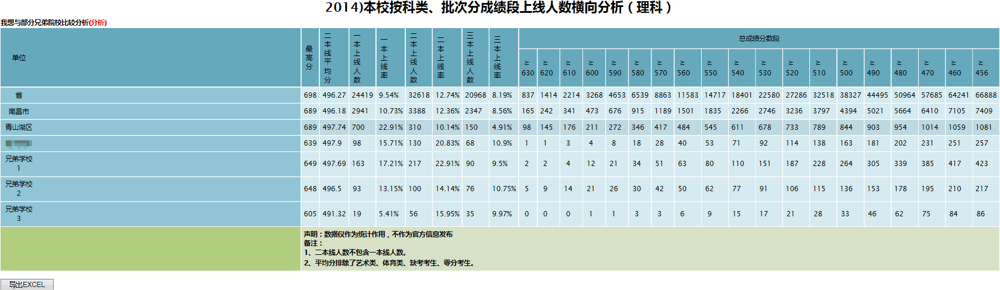 2014)本校按科类、批次分成绩段上线人数横向分析（理科）
我想与部分兄弟院校比较分析(分析)
单位 最高分 二本线平均分 一本上线人数 一本上线率 二本上线人数 二本上线率 三本上线人数 三本上线率 总成绩分数段
≥630 ≥620 ≥610 ≥600 ≥590 ≥580 ≥570 ≥560 ≥550 ≥540 ≥530 ≥520 ≥510 ≥500 ≥490 ≥480 ≥470 ≥460 ≥456
省 698 496.27 24419 9.54% 32618 12.74% 20968 8.19% 837 1414 2214 3268 4653 6539 8863 11583 14717 18401 22580 27286 32518 38327 44495 50964 57685 64241 66888
南昌市 689 496.18 2941 10.73% 3388 12.36% 2347 8.56% 165 242 341 473 676 915 1189 1501 1835 2266 2746 3236 3797 4394 5021 5664 6410 7105 7409
青山湖区 689 497.74 700 22.91% 310 10.14% 150 4.91% 98 145 176 211 272 346 417 484 545 611 678 733 789 844 903 954 1014 1059 1081
639 497.9 98 15.71% 130 20.83% 68 10.9% 1 1 3 4 8 18 28 40 53 71 92 114 138 163 181 202 231 251 257
兄弟学校1 649 497.69 163 17.21% 217 22.91% 90 9.5% 2 2 4 12 21 34 51 63 80 110 151 187 228 264 305 339 385 417 423
兄弟学校2 648 496.5 93 13.15% 100 14.14% 76 10.75% 5 9 14 21 26 30 42 50 62 77 91 106 115 136 153 178 195 210 217
兄弟学校3 605 491.32 19 5.41% 56 15.95% 35 9.97% 0 0 0 1 1 3 3 6 9 15 17 21 28 33 46 62 75 84 86
声明：数据仅作为统计作用，不作为官方信息发布
备注：
1、二本线人数不包含一本线人数。
2、平均分排除了艺术类、体育类、缺考考生、零分考生。
导出EXCEL